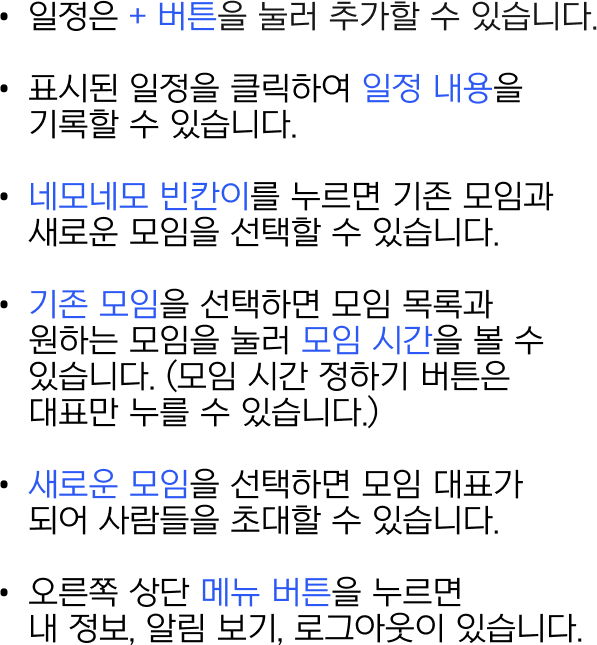 • 일정은 + 버튼을 눌러 추가할 수 있습니다.
• 표시된 일정을 클릭하여 일정 내용을
기록할 수 있습니다.
• 네모네모 빈칸이를 누르면 기존 모임과
새로운 모임을 선택할 수 있습니다.
• 기존 모임을 선택하면 모임 목록과
원하는 모임을 눌러 모임 시간을 볼 수
있습니다. (모임 시간 정하기 버튼은
대표만 누를 수 있습니다.)
• 새로운 모임을 선택하면 모임 대표가
되어 사람들을 초대할 수 있습니다.
• 오른쪽 상단 메뉴 버튼을 누르면
내 정보, 알림 보기, 로그아웃이 있습니다.